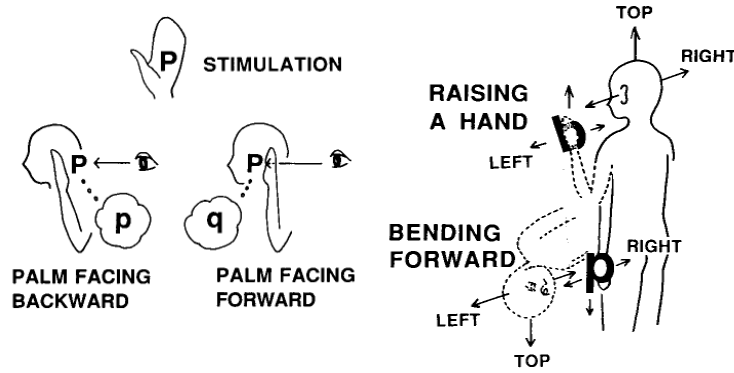 P
STIMULATION
P
p
PALM FACING
BACKWARD
P
q
PALM FACING
FORWARD
TOP
RIGHT
RAISING
A HAND
b
LEFT
BENDING
FORWARD
p
RIGHT
LEFT
TOP